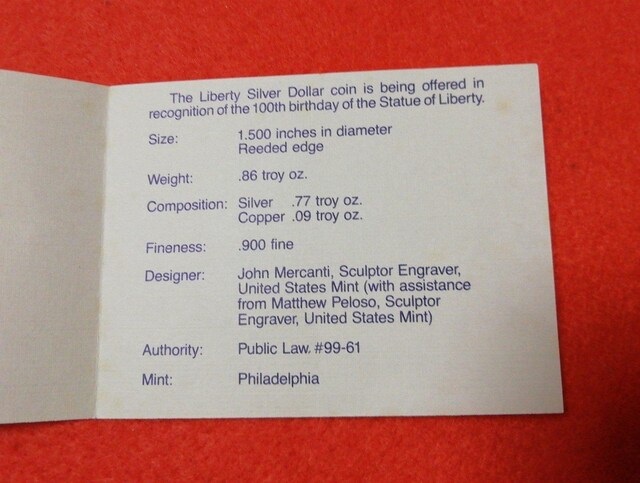 The Liberty Silver Dollar coin is being offered in
recognition of the 100th birthday of the Statue of Liberty.
Size: 1.500 inches in diameter
Reeded edge
Weight: .86 troy oz.
Composition: Silver .77 troy oz.
Copper .09 troy oz.
Fineness: .900 fine
Designer: John Mercanti, Sculptor Engraver,
United States Mint (with assistance
from Matthew Peloso, Sculptor
Engraver, United States Mint)
Authority: Public Law. #99-61
Mint: Philadelphia